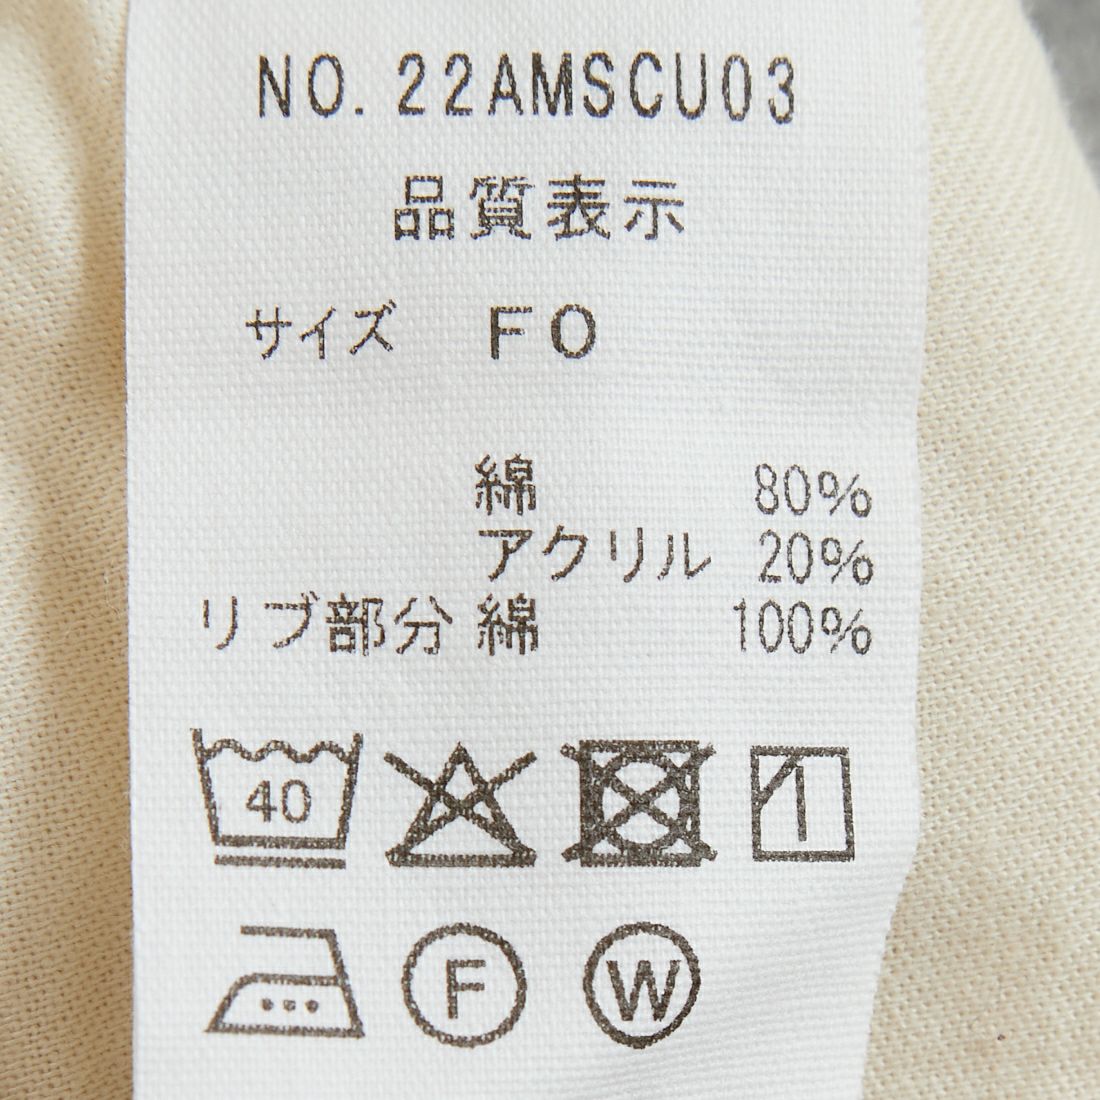 NO. 22AMSCU03
品質表示
サイズ FO
綿 80%
アクリル 20%
リブ部分 綿 100%
40
F W